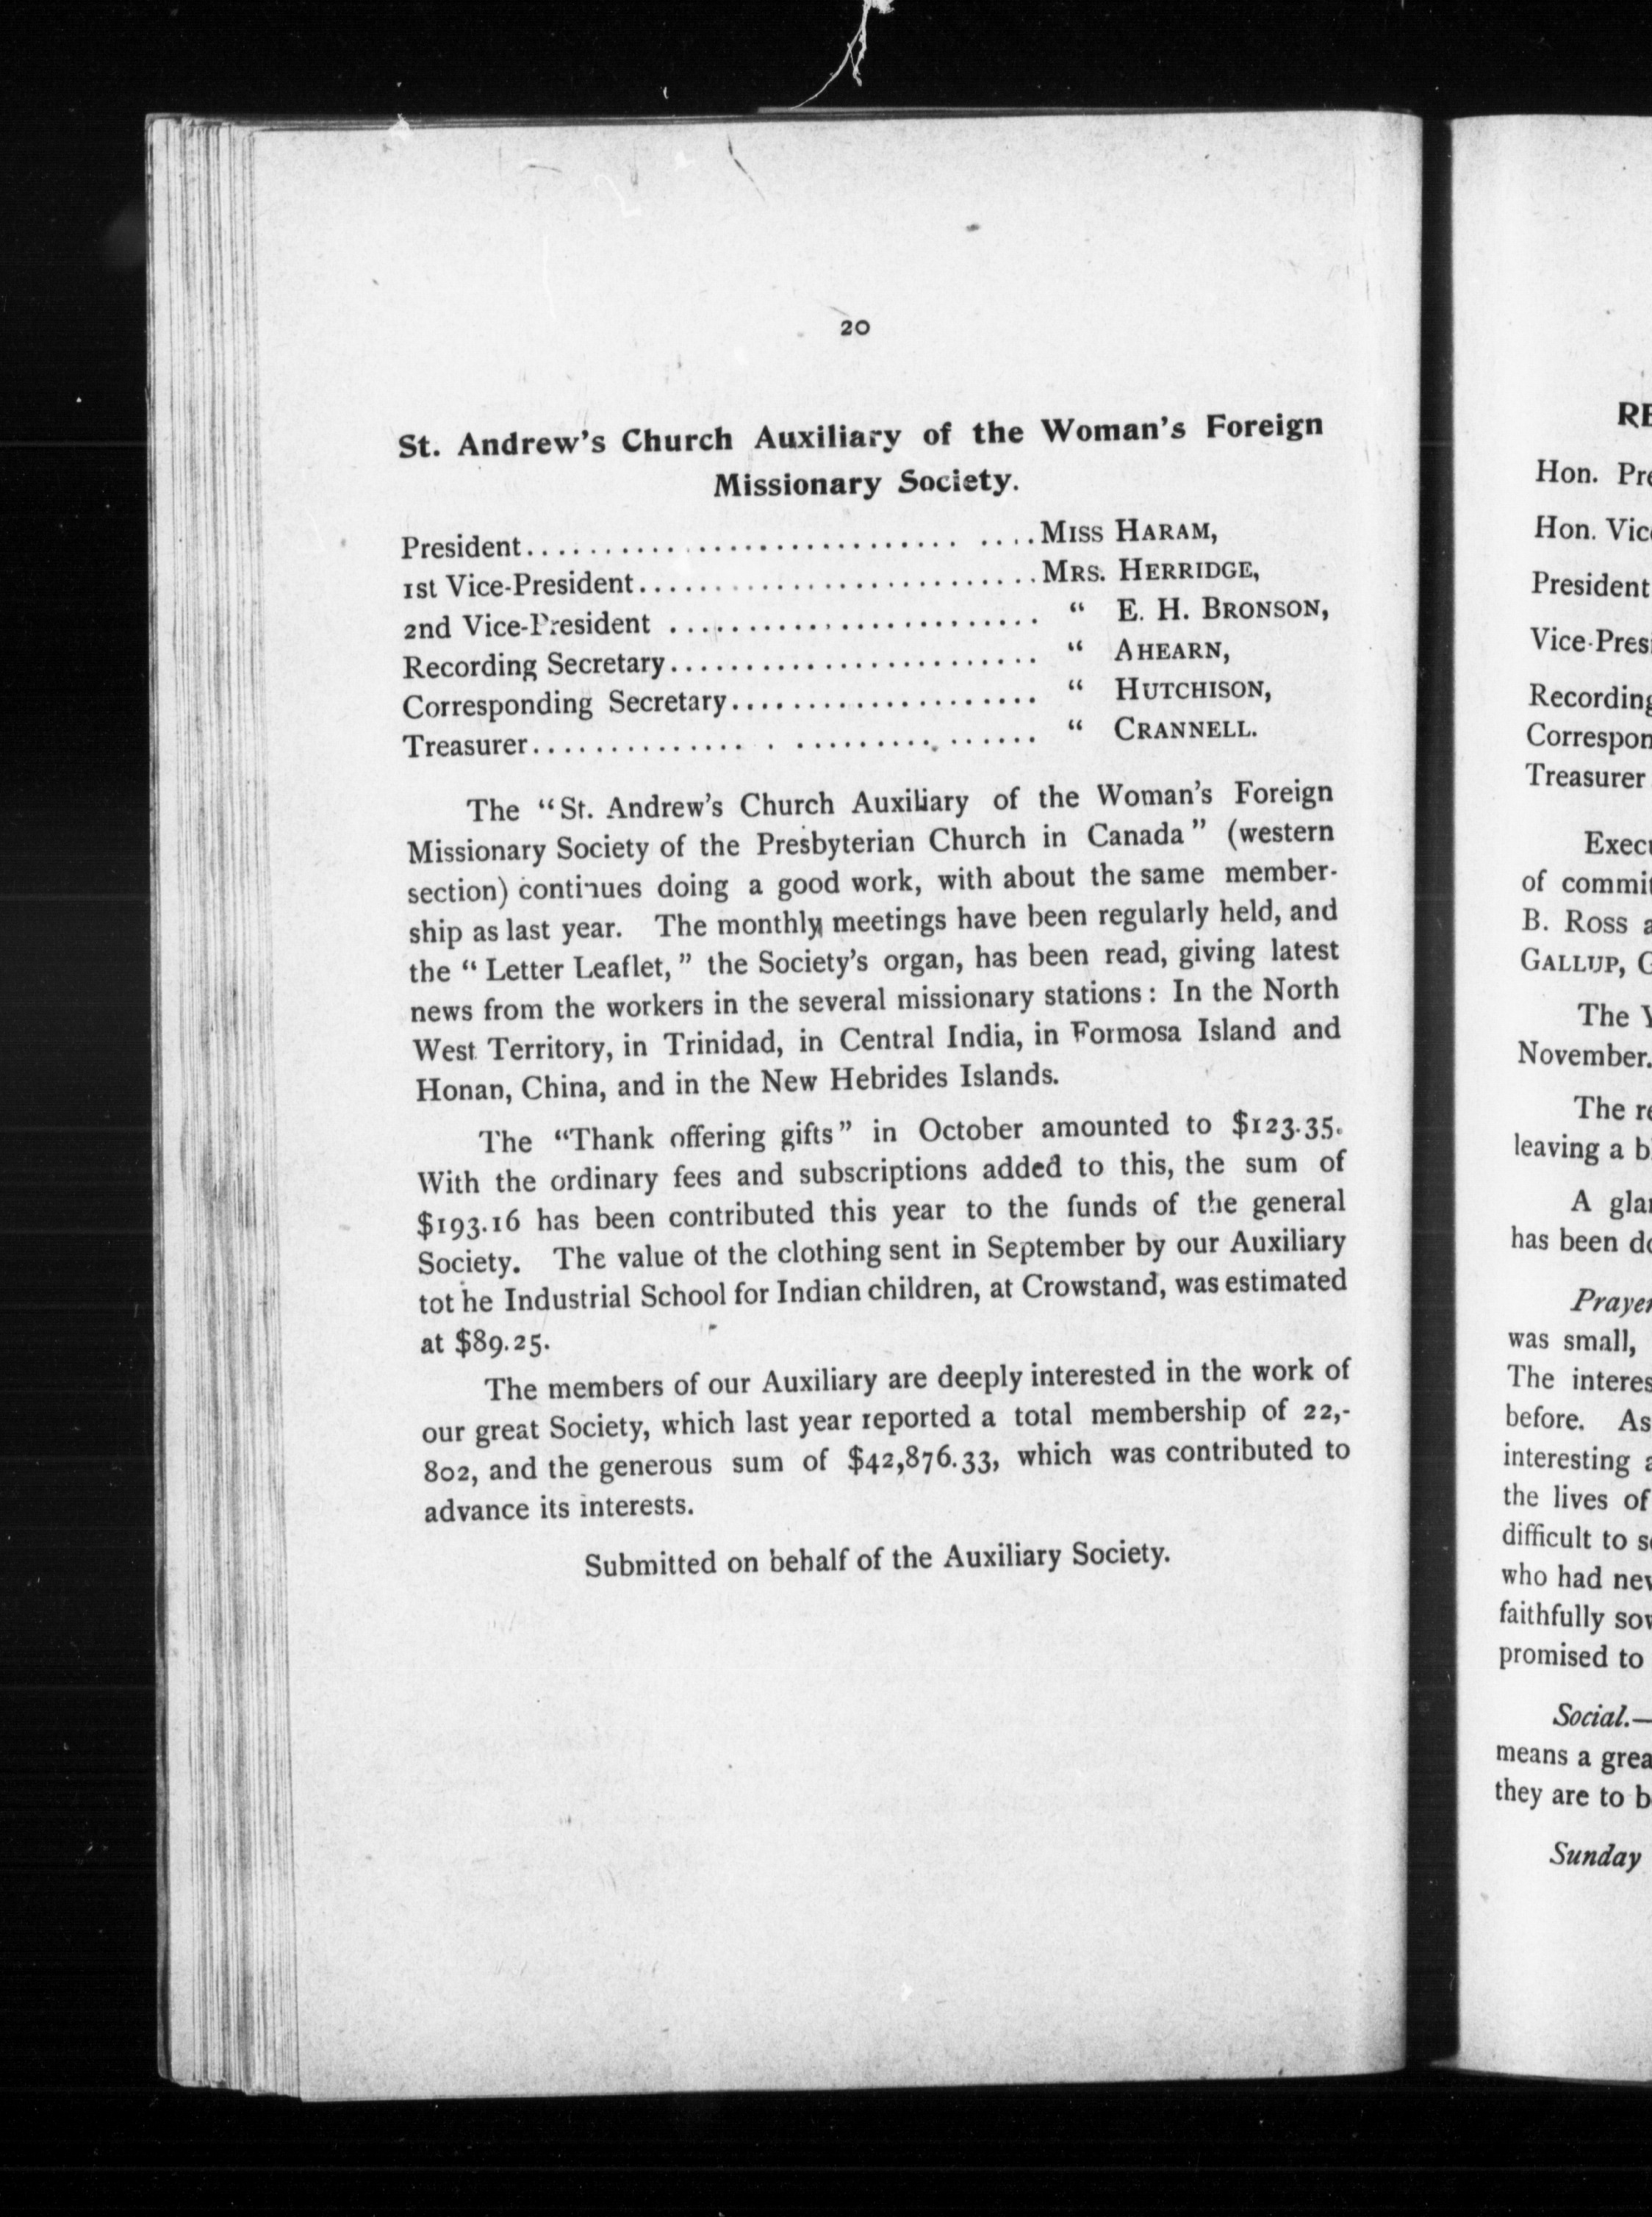 20
St. Andrew's Church Auxiliary of the Woman's Foreign
Missionary Society.
President.................................MISS HARAM,
1st Vice-President..........................MRS. HERRIDGE,
2nd Vice-President ........................ “ E. H. BRONSON,
Recording Secretary........................ “ AHEARN,
Corresponding Secretary.................... “ HUTCHISON,
Treasurer............................... “ CRANNELL.
The “St. Andrew's Church Auxiliary of the Woman's Foreign
Missionary Society of the Presbyterian Church in Canada” (western
section) continues doing a good work, with about the same member-
ship as last year. The monthly meetings have been regularly held, and
the “Letter Leaflet,” the Society's organ, has been read, giving latest
news from the workers in the several missionary stations: In the North
West Territory, in Trinidad, in Central India, in Formosa Island and
Honan, China, and in the New Hebrides Islands.
The “Thank offering gifts” in October amounted to $123.35.
With the ordinary fees and subscriptions added to this, the sum of
$193.16 has been contributed this year to the funds of the general
Society. The value of the clothing sent in September by our Auxiliary
tot he Industrial School for Indian children, at Crowstand, was estimated
at $89.25.
The members of our Auxiliary are deeply interested in the work of
our great Society, which last year reported a total membership of 22,-
802, and the generous sum of $42,876.33, which was contributed to
advance its interests.
Submitted on behalf of the Auxiliary Society.
Hon.
Hon.
President
Recording
Treasurer
of
B. Ross
GALLUP,
The
November.
The
leaving a
A
has been
was small,
The
before. As
interesting
the lives of
difficult to
who had
faithfully
promised to
Social.—
means a
they are to
Sunday